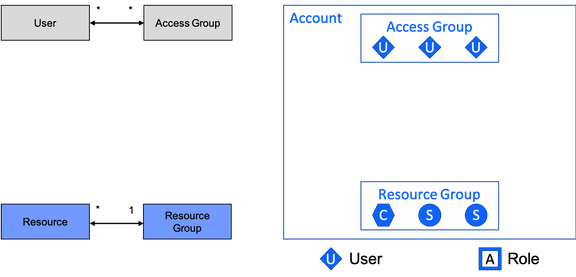 * *
User
Access Group
* 1
Resource
Resource
Group
Account
Access Group
U U U
Resource Group
C S S
U User
A Role